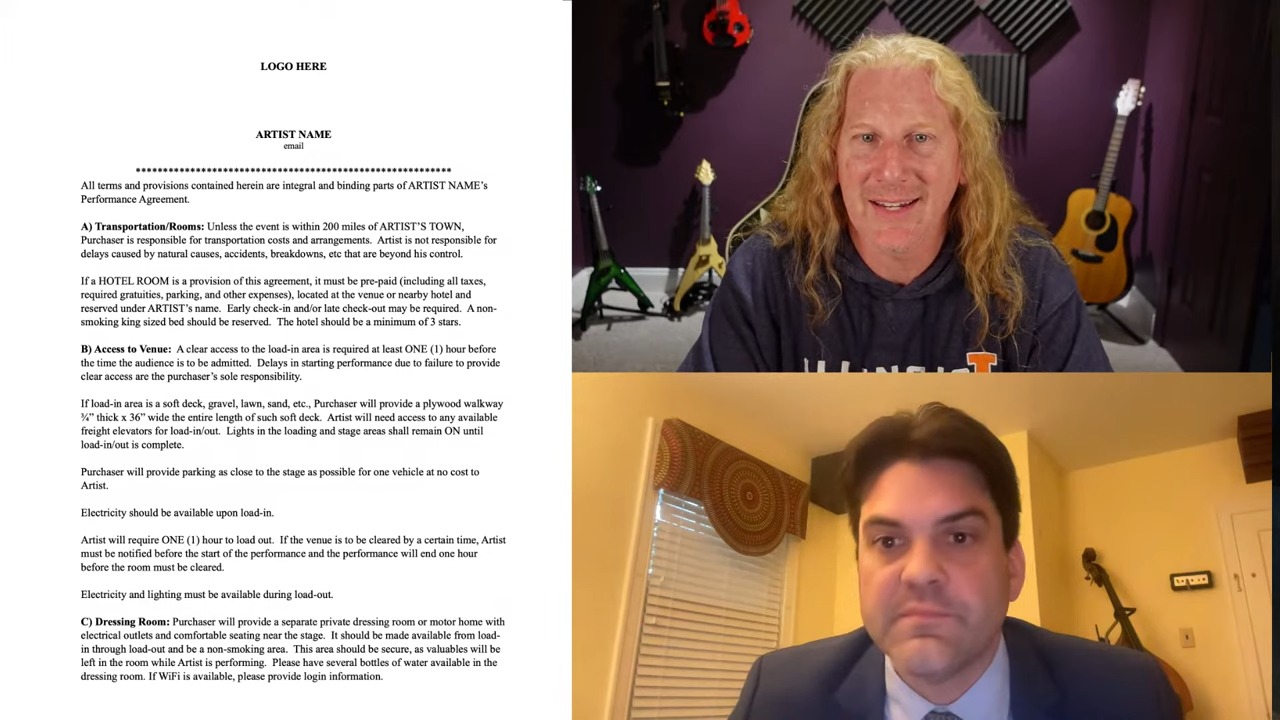 LOGO HERE
ARTIST NAME
email
**********************************************************
All terms and provisions contained herein are integral and binding parts of ARTIST NAME’s
Performance Agreement.
A) Transportation/Rooms: Unless the event is within 200 miles of ARTIST’S TOWN,
Purchaser is responsible for transportation costs and arrangements. Artist is not responsible for
delays caused by natural causes, accidents, breakdowns, etc that are beyond his control.
If a HOTEL ROOM is a provision of this agreement, it must be pre-paid (including all taxes,
required gratuities, parking, and other expenses), located at the venue or nearby hotel and
reserved under ARTIST’s name. Early check-in and/or late check-out may be required. A non-
smoking king sized bed should be reserved. The hotel should be a minimum of 3 stars.
B) Access to Venue: A clear access to the load-in area is required at least ONE (1) hour before
the time the audience is to be admitted. Delays in starting performance due to failure to provide
clear access are the purchaser’s sole responsibility.
If load-in area is a soft deck, gravel, lawn, sand, etc., Purchaser will provide a plywood walkway
¾” thick x 36” wide the entire length of such soft deck. Artist will need access to any available
freight elevators for load-in/out. Lights in the loading and stage areas shall remain ON until
load-in/out is complete.
Purchaser will provide parking as close to the stage as possible for one vehicle at no cost to
Artist.
Electricity should be available upon load-in.
Artist will require ONE (1) hour to load out. If the venue is to be cleared by a certain time, Artist
must be notified before the start of the performance and the performance will end one hour
before the room must be cleared.
Electricity and lighting must be available during load-out.
C) Dressing Room: Purchaser will provide a separate private dressing room or motor home with
electrical outlets and comfortable seating near the stage. It should be made available from load-
in through load-out and be a non-smoking area. This area should be secure, as valuables will be
left in the room while Artist is performing. Please have several bottles of water available in the
dressing room. If WiFi is available, please provide login information.
ILLINOIS I